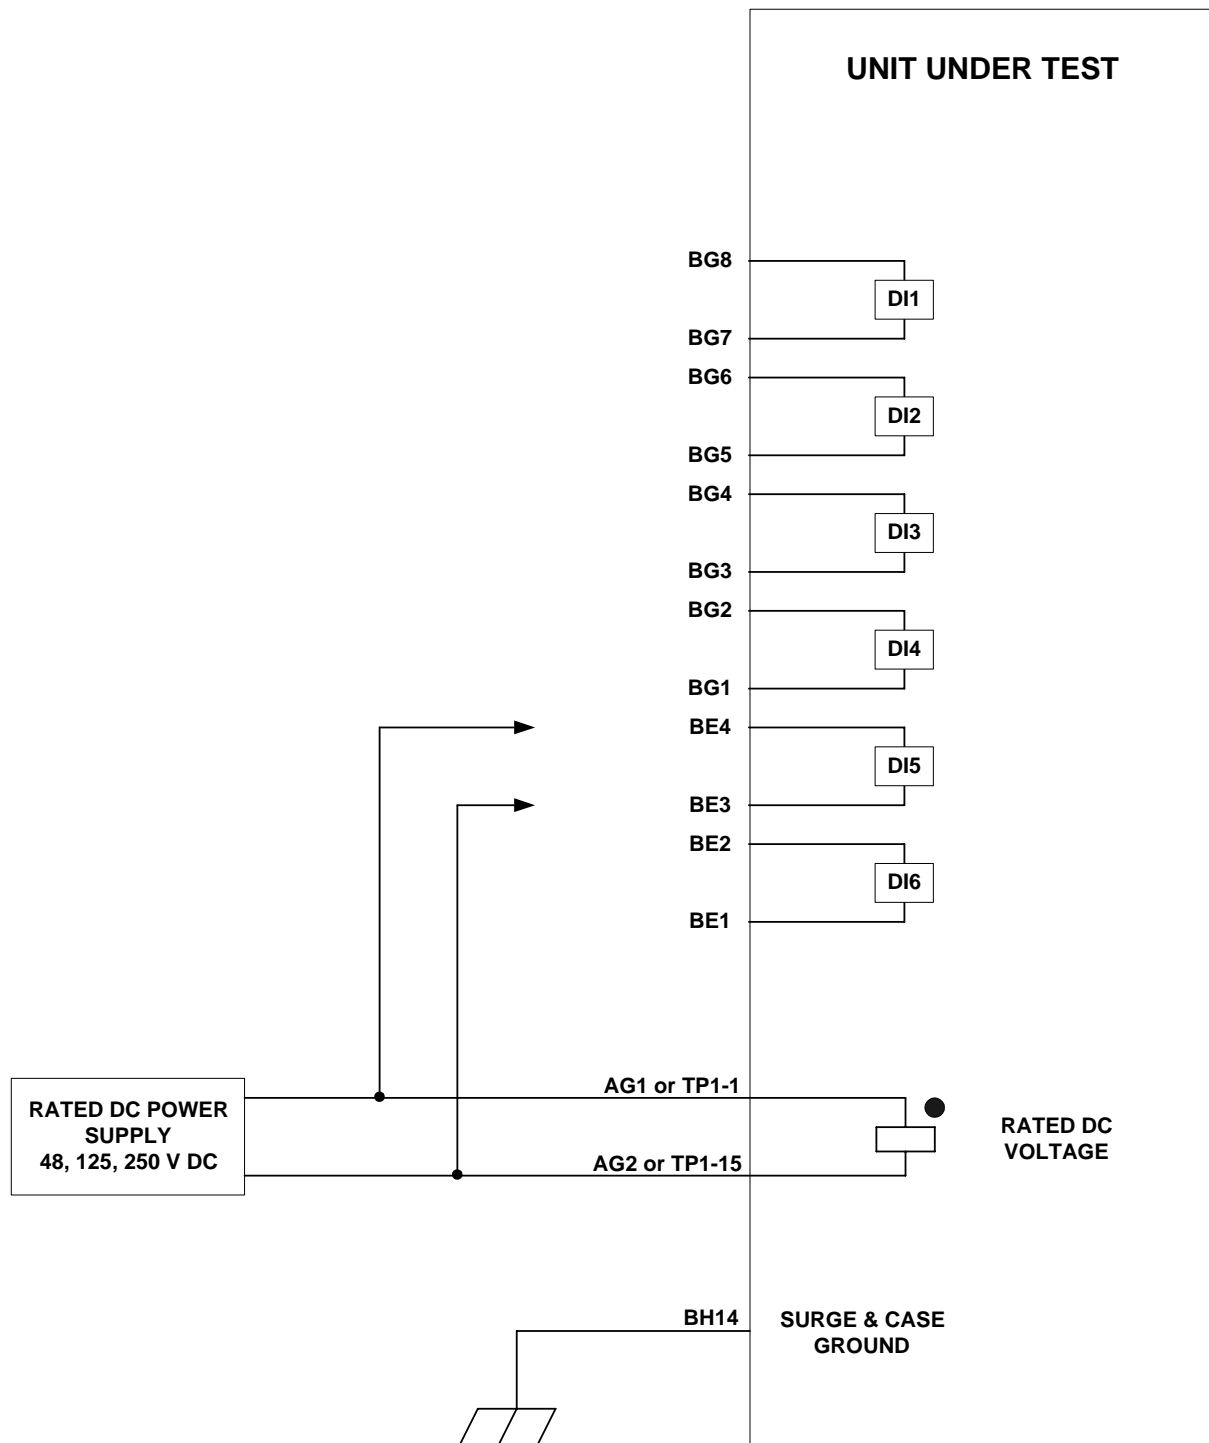 UNIT UNDER TEST
BG8
DI1
BG7
BG6
DI2
BG5
BG4
DI3
BG3
BG2
DI4
BG1
BE4
DI5
BE3
BE2
DI6
BE1
AG1 or TP1-1
RATED DC POWER
SUPPLY
48, 125, 250 V DC
RATED DC
VOLTAGE
AG2 or TP1-15
BH14
SURGE & CASE
GROUND